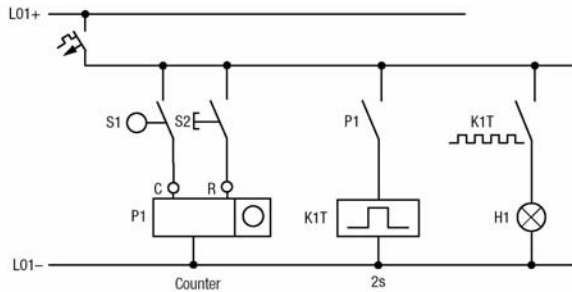 L01+
S1
S2
P1
K1T
C
R
P1
K1T
H1
L01–
Counter
2s